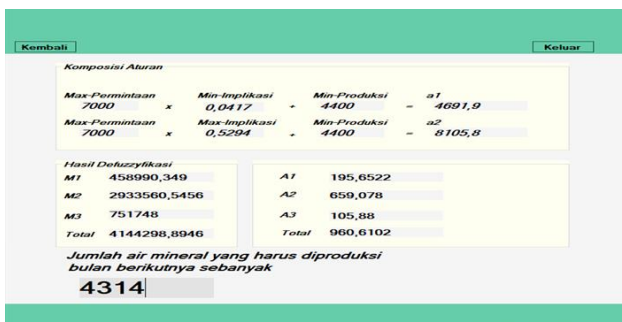 Kembali Keluar
Komposisi Aturan
Max-Permintaan Min-Implikasi Min-Produksi a1
7000 x 0,0417 + 4400 = 4691,9
Max-Permintaan Max-Implikasi Min-Produksi a2
7000 x 0,5294 + 4400 = 8105,8
Hasil Defuzzyfikasi
M1 458990,349 A1 195,6522
M2 2933560,5456 A2 659,078
M3 751748 A3 105,88
Total 4144298,8946 Total 960,6102
Jumlah air mineral yang harus diproduksi
bulan berikutnya sebanyak
4314